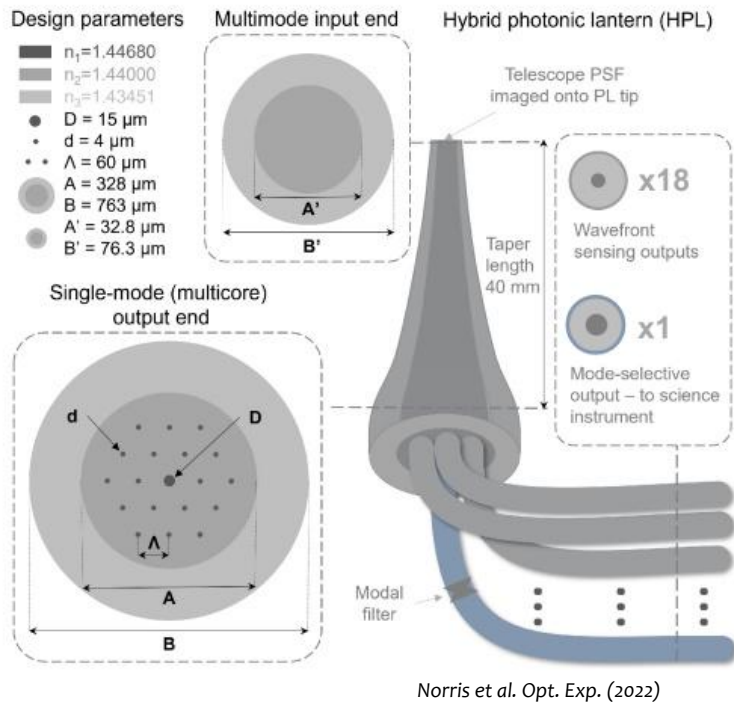 Design parameters
n₁=1.44680
n₂=1.44000
n₃=1.43451
D = 15 μm
d = 4 μm
Λ = 60 μm
A = 328 μm
B = 763 μm
A' = 32.8 μm
B' = 76.3 μm
Multimode input end
A'
B'
Single-mode (multicore)
output end
d
D
Λ
A
B
Hybrid photonic lantern (HPL)
Telescope PSF
imaged onto PL tip
Taper
length
40 mm
x18
Wavefront
sensing outputs
x1
Mode-selective
output – to science
instrument
Modal
filter
Norris et al. Opt. Exp. (2022)